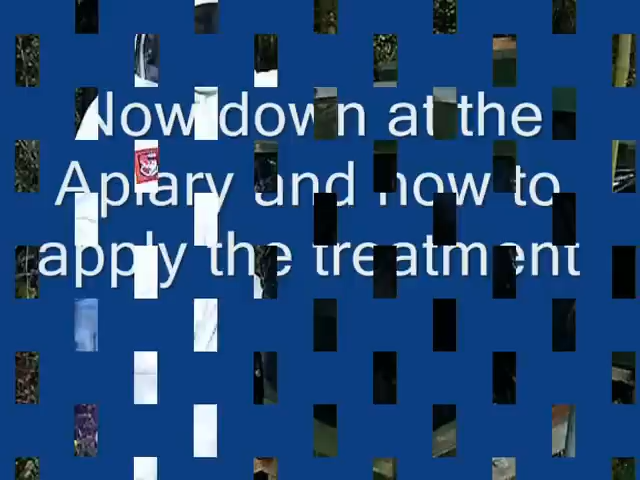 Now down at the
Apiary and how to
apply the treatment